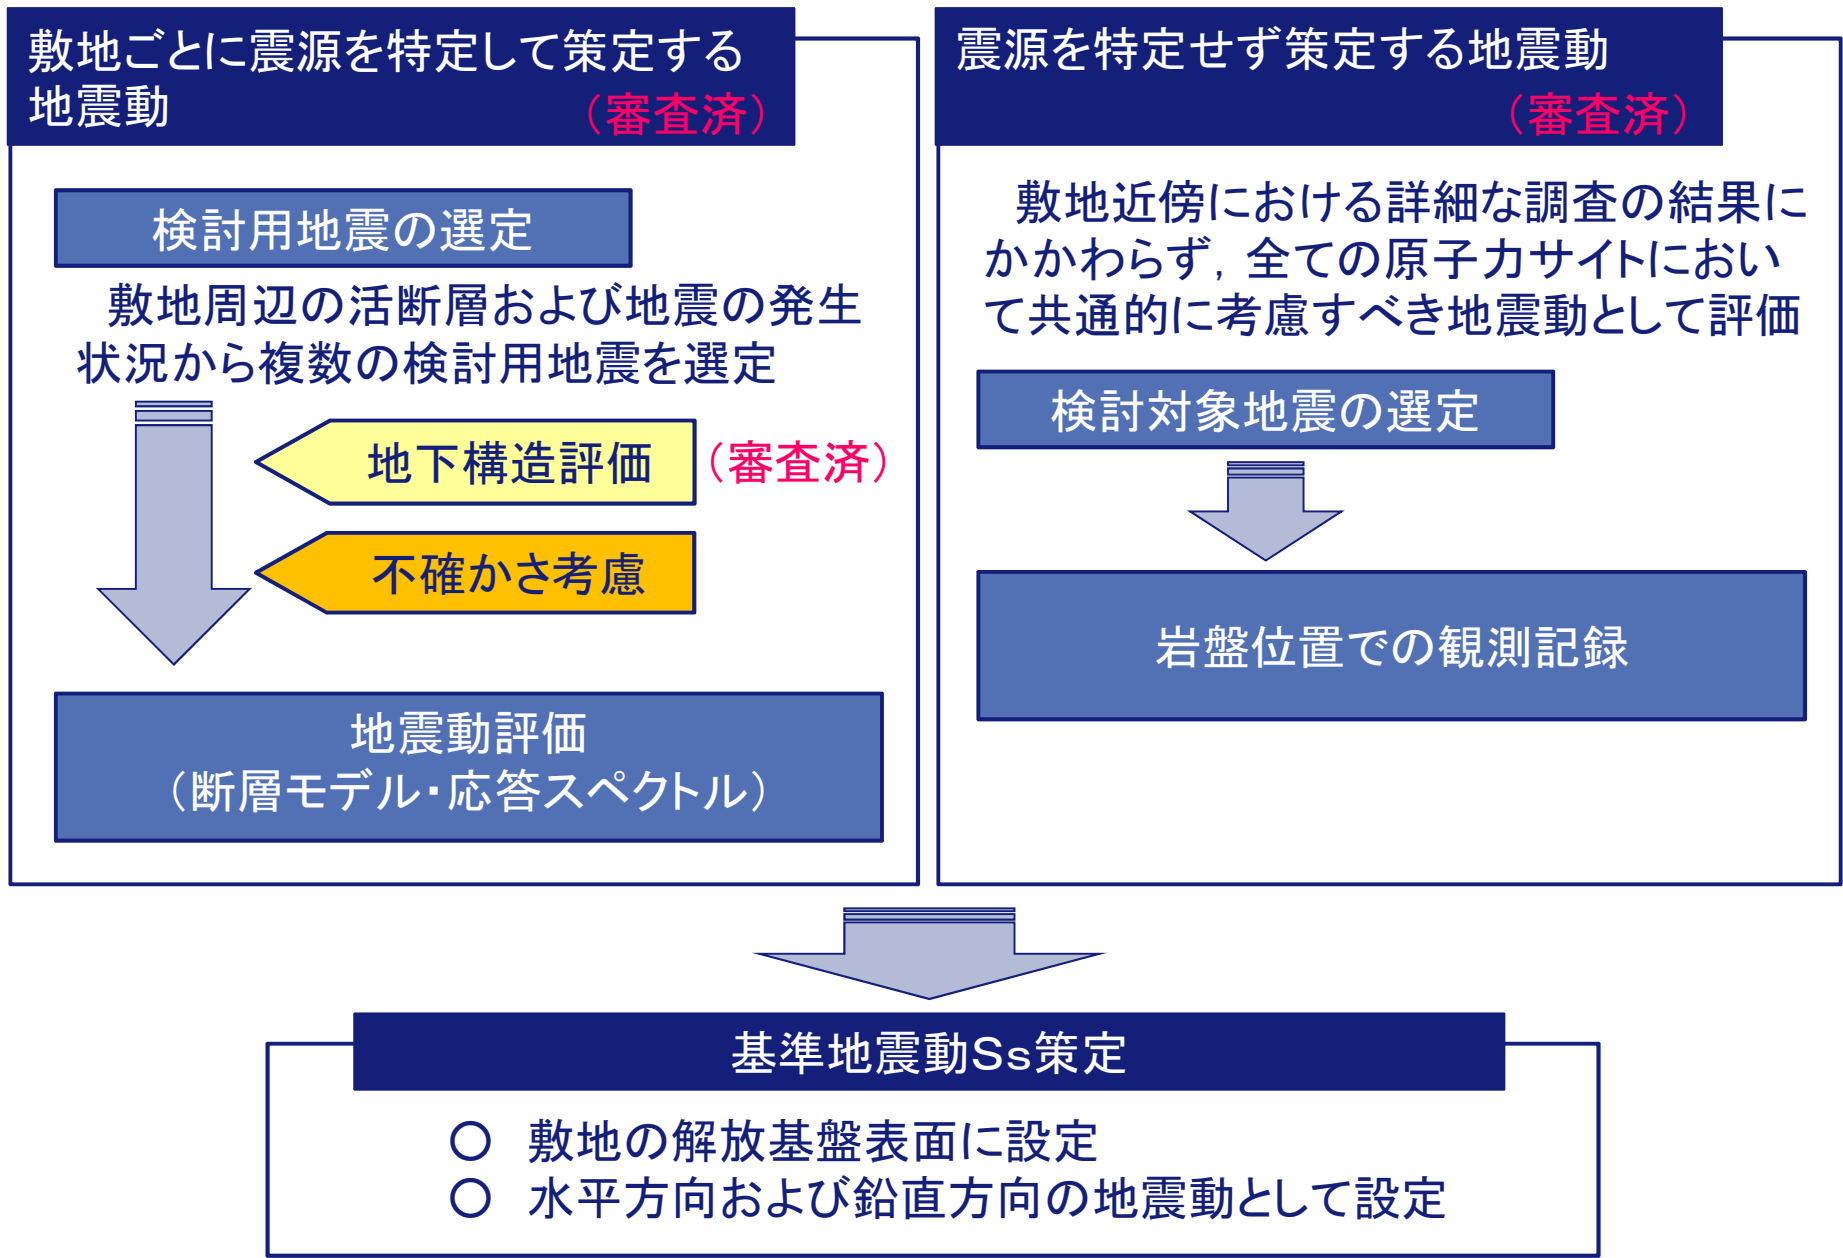 敷地ごとに震源を特定して策定する
地震動
（審査済）
検討用地震の選定
敷地周辺の活断層および地震の発生
状況から複数の検討用地震を選定
地下構造評価
（審査済）
不確かさ考慮
地震動評価
（断層モデル・応答スペクトル）
震源を特定せず策定する地震動
（審査済）
敷地近傍における詳細な調査の結果に
かかわらず，全ての原子力サイトにおい
て共通的に考慮すべき地震動として評価
検討対象地震の選定
岩盤位置での観測記録
基準地震動Ｓｓ策定
○　敷地の解放基盤表面に設定
○　水平方向および鉛直方向の地震動として設定